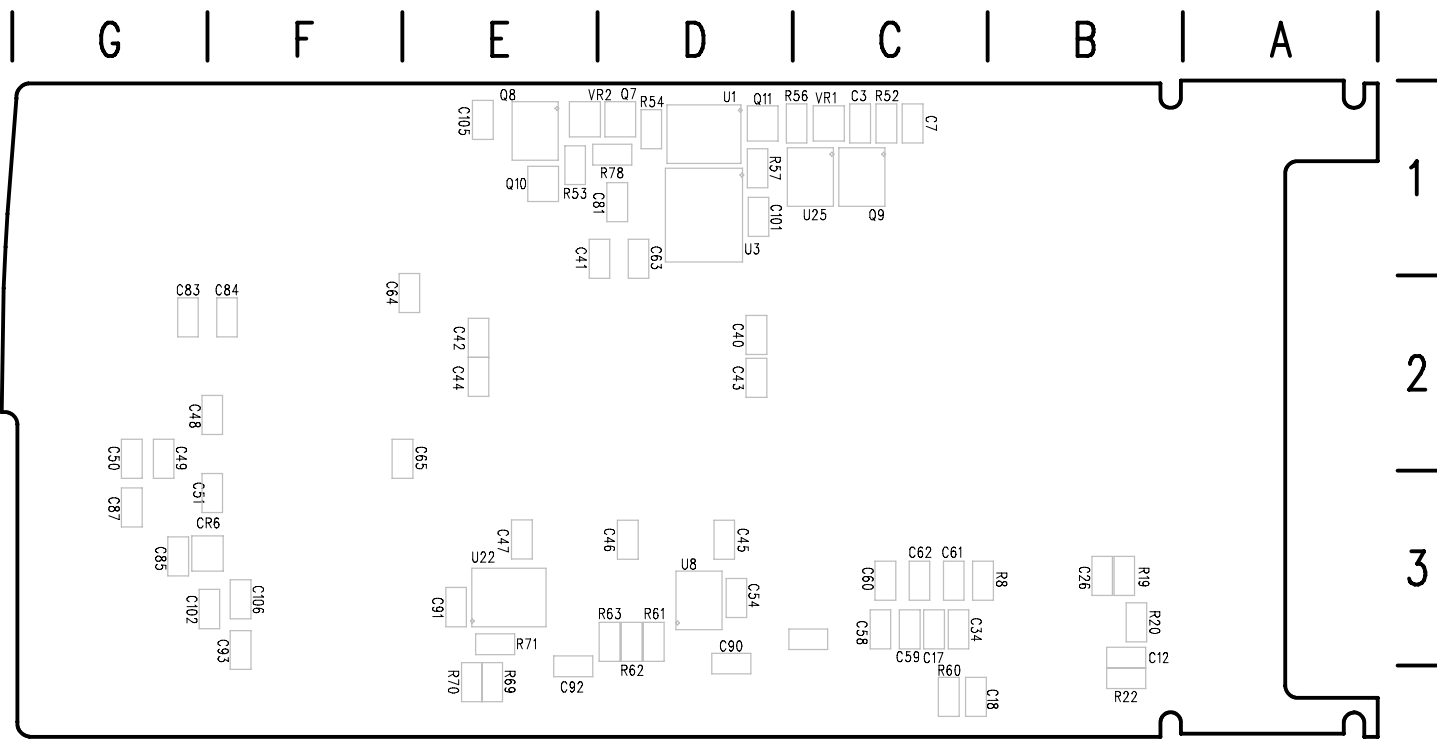 G F E D C B A
Q8 VR2 Q7 R54 U1 Q11 R56 VR1 C3 R52
C105 C7
1
Q10 R53 R78 R57
C81 C101 U25 Q9
C41 C63 U3
C83 C84 C64
C42 C40
2
C44 C43
C48
C50 C49 C65
C51
C87
CR6 C47 C46 C45
C85 U22 U8 C62 C61
3
C60 R8 C26 R19
C102 C106 C91 C54
R63 R61 R20
C93 R71 C58 C34
R62 C90 C59 C17 C12
R70 R69 C92 R60
C18 R22